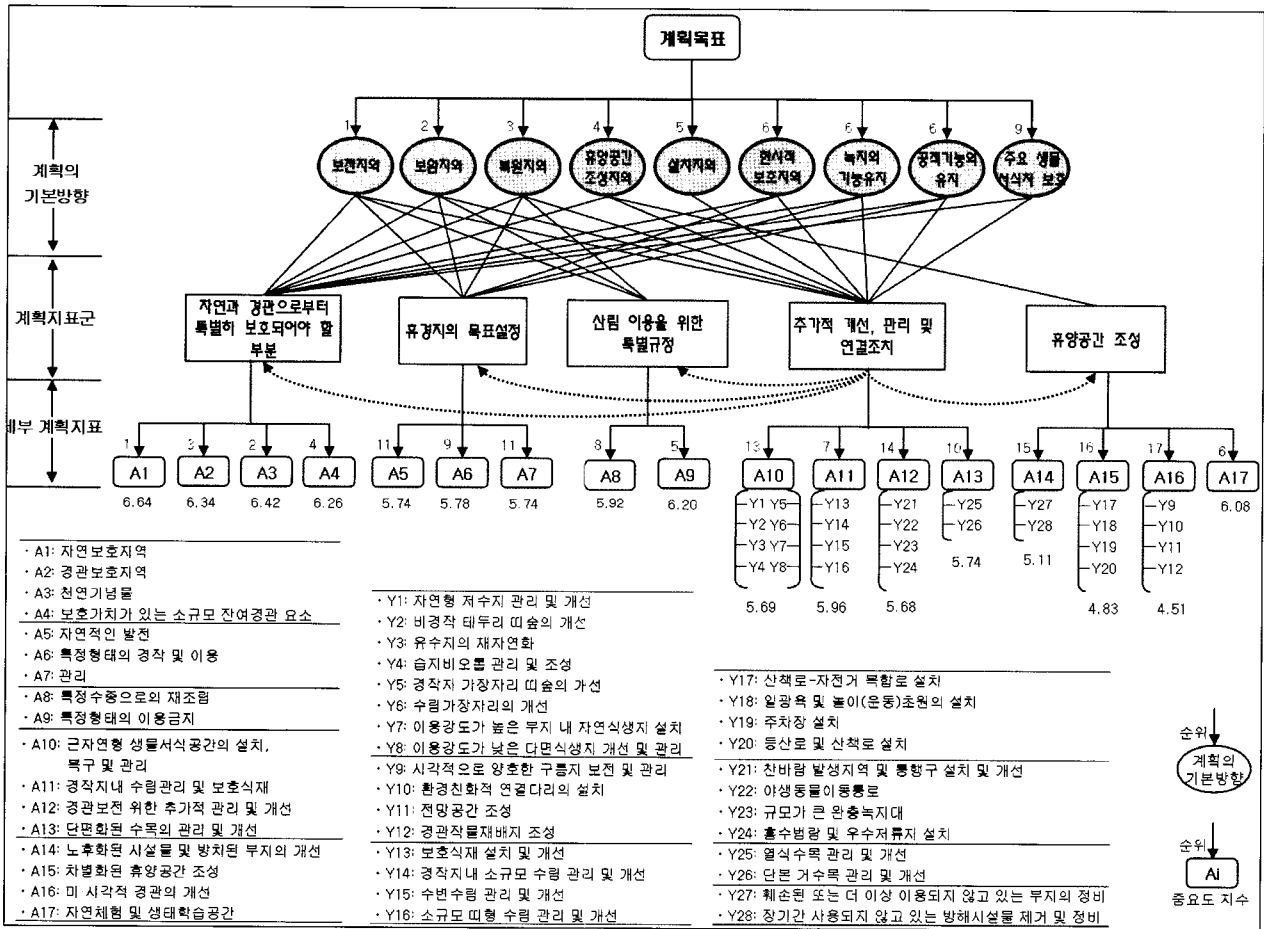 계획목표
1 2 3 4 5 6 6 6 9
보전지역 보완지역 복원지역 휴양공간 조성지역 설치지역 한시적 보호지역 녹지의 기능유지 공적기능의 유지 주요 생물 서식지 보호
계획의
기본방향
계획지표군
자연과 경관으로부터
특별히 보호되어야 할
부분
휴경지의 목표설정
산림 이용을 위한
특별규정
추가적 개선, 관리 및
연결조치
휴양공간 조성
세부 계획지표
1 3 2 4 11 9 11 8 5 13 7 14 10 15 16 17 6
A1 A2 A3 A4 A5 A6 A7 A8 A9 A10 A11 A12 A13 A14 A15 A16 A17
6.64 6.34 6.42 6.26 5.74 5.78 5.74 5.92 6.20 6.08
Y1 Y5 Y13 Y21 Y25 Y27 Y17 Y9
Y2 Y6 Y14 Y22 Y26 Y28 Y18 Y10
Y3 Y7 Y15 Y23 Y19 Y11
Y4 Y8 Y16 Y24 Y20 Y12
5.74 5.11
5.69 5.96 5.68 4.83 4.51
· A1: 자연보호지역
· A2: 경관보호지역
· A3: 천연기념물
· A4: 보호가치가 있는 소규모 잔여경관 요소
· A5: 자연적인 발전
· A6: 특정형태의 경작 및 이용
· A7: 관리
· A8: 특정수종으로의 재조림
· A9: 특정형태의 이용금지
· A10: 근자연형 생물서식공간의 설치,
복구 및 관리
· A11: 경작지내 수림관리 및 보호식재
· A12: 경관보전 위한 추가적 관리 및 개선
· A13: 단편화된 수목의 관리 및 개선
· A14: 노후화된 시설물 및 방치된 부지의 개선
· A15: 차별화된 휴양공간 조성
· A16: 미 시각적 경관의 개선
· A17: 자연체험 및 생태학습공간
· Y1: 자연형 저수지 관리 및 개선
· Y2: 비경작 테두리 띠숲의 개선
· Y3: 유수지의 재자연화
· Y4: 습지비오톱 관리 및 조성
· Y5: 경작지 가장자리 띠숲의 개선
· Y6: 수림가장자리의 개선
· Y7: 이용강도가 높은 부지 내 자연식생지 설치
· Y8: 이용강도가 낮은 다면식생지 개선 및 관리
· Y9: 시각적으로 양호한 구릉지 보전 및 관리
· Y10: 환경친화적 연결다리의 설치
· Y11: 전망공간 조성
· Y12: 경관작물재배지 조성
· Y13: 보호식재 설치 및 개선
· Y14: 경작지내 소규모 수림 관리 및 개선
· Y15: 수변수림 관리 및 개선
· Y16: 소규모 띠형 수림 관리 및 개선
· Y17: 산책로-자전거 복합로 설치
· Y18: 일광욕 및 놀이(운동)초원의 설치
· Y19: 주차장 설치
· Y20: 등산로 및 산책로 설치
· Y21: 찬바람 발생지역 및 통행구 설치 및 개선
· Y22: 야생동물이동통로
· Y23: 규모가 큰 완충녹지대
· Y24: 홍수범람 및 우수저류지 설치
· Y25: 열식수목 관리 및 개선
· Y26: 단본 거수목 관리 및 개선
· Y27: 훼손된 또는 더 이상 이용되지 않고 있는 부지의 정비
· Y28: 장기간 사용되지 않고 있는 방해시설물 제거 및 정비
순위
계획의
기본방향
순위
Ai
중요도 지수